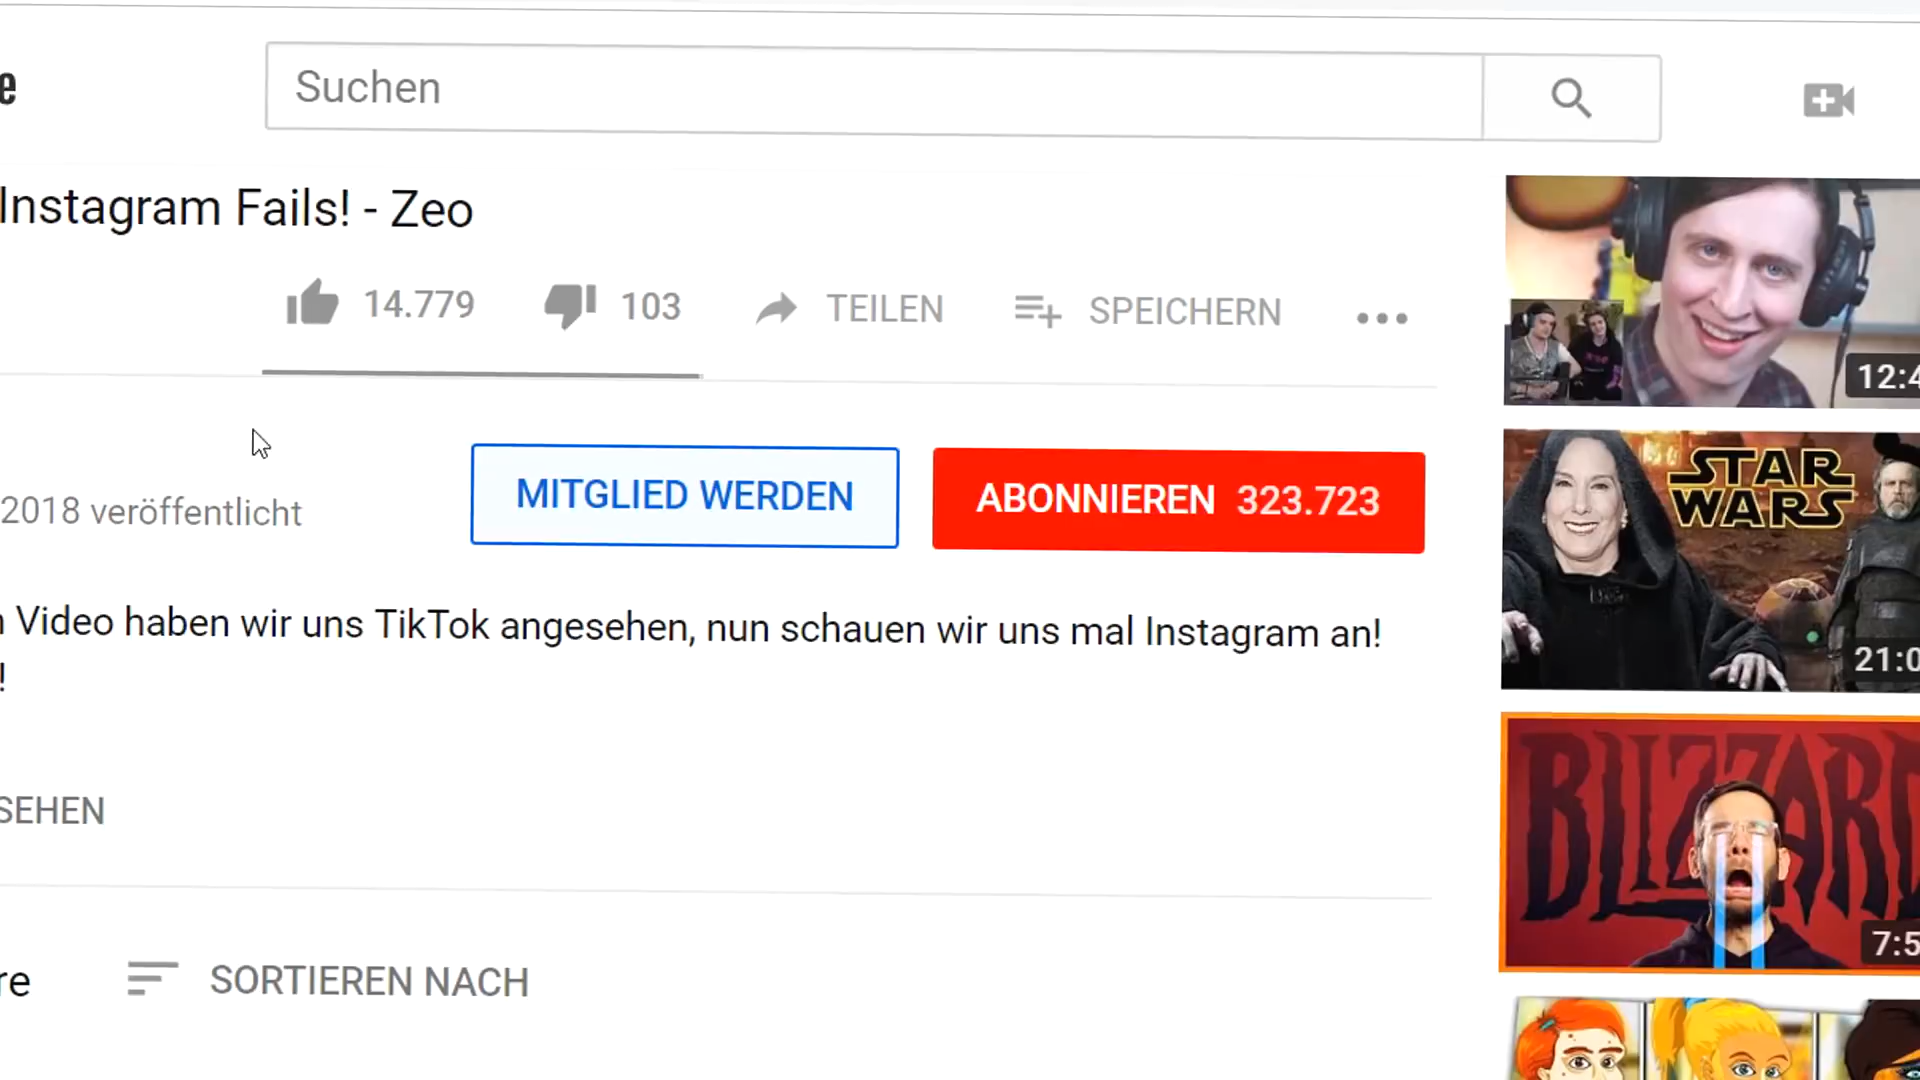 e
Suchen
Instagram Fails! - Zeo
14.779
103
TEILEN
SPEICHERN
2018 veröffentlicht
MITGLIED WERDEN
ABONNIEREN 323.723
Video haben wir uns TikTok angesehen, nun schauen wir uns mal Instagram an!
!
SEHEN
re
SORTIEREN NACH
12:4
STAR
WARS
21:0
BLIZZARD
7:5